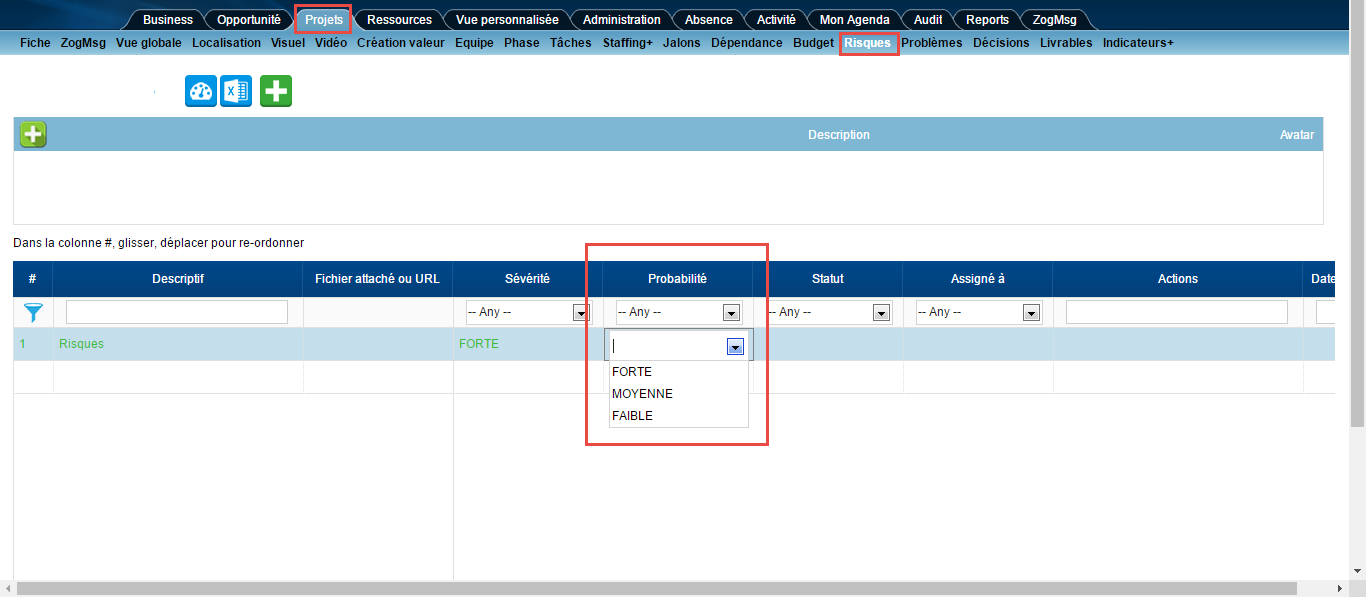 Business Opportunité Projets Ressources Vue personnalisée Administration Absence Activité Mon Agenda Audit Reports ZogMsg
Fiche ZogMsg Vue globale Localisation Visuel Vidéo Création valeur Equipe Phase Tâches Staffing+ Jalons Dépendance Budget Risques Problèmes Décisions Livrables Indicateurs+
Description Avatar
Dans la colonne #, glisser, déplacer pour re-ordonner
# Descriptif Fichier attaché ou URL Sévérité Probabilité Statut Assigné à Actions Date
-- Any -- -- Any -- -- Any -- -- Any --
1 Risques FORTE
FORTE
MOYENNE
FAIBLE